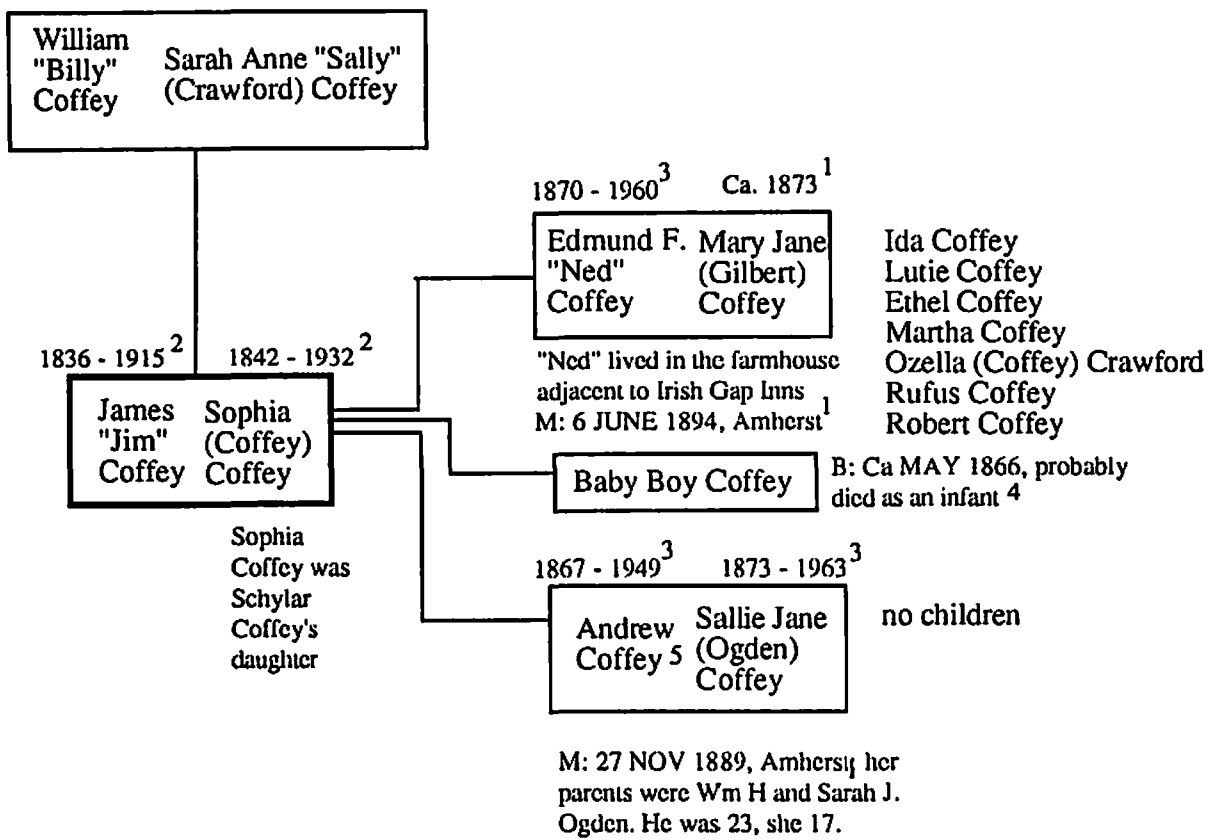 William
"Billy"
Coffey
Sarah Anne "Sally"
(Crawford) Coffey
1870 - 1960 3
Ca. 1873 1
Edmund F.
"Ned"
Coffey
Mary Jane
(Gilbert)
Coffey
Ida Coffey
Lutie Coffey
Ethel Coffey
Martha Coffey
Ozella (Coffey) Crawford
Rufus Coffey
Robert Coffey
"Ned" lived in the farmhouse
adjacent to Irish Gap Inns
M: 6 JUNE 1894, Amherst 1
1836 - 1915 2
1842 - 1932 2
James
"Jim"
Coffey
Sophia
(Coffey)
Coffey
Sophia
Coffey was
Schylar
Coffey's
daughter
Baby Boy Coffey
B: Ca MAY 1866, probably
died as an infant 4
1867 - 1949 3
1873 - 1963 3
Andrew
Coffey 5
Sallie Jane
(Ogden)
Coffey
no children
M: 27 NOV 1889, Amherst; her
parents were Wm H and Sarah J.
Ogden. He was 23, she 17.